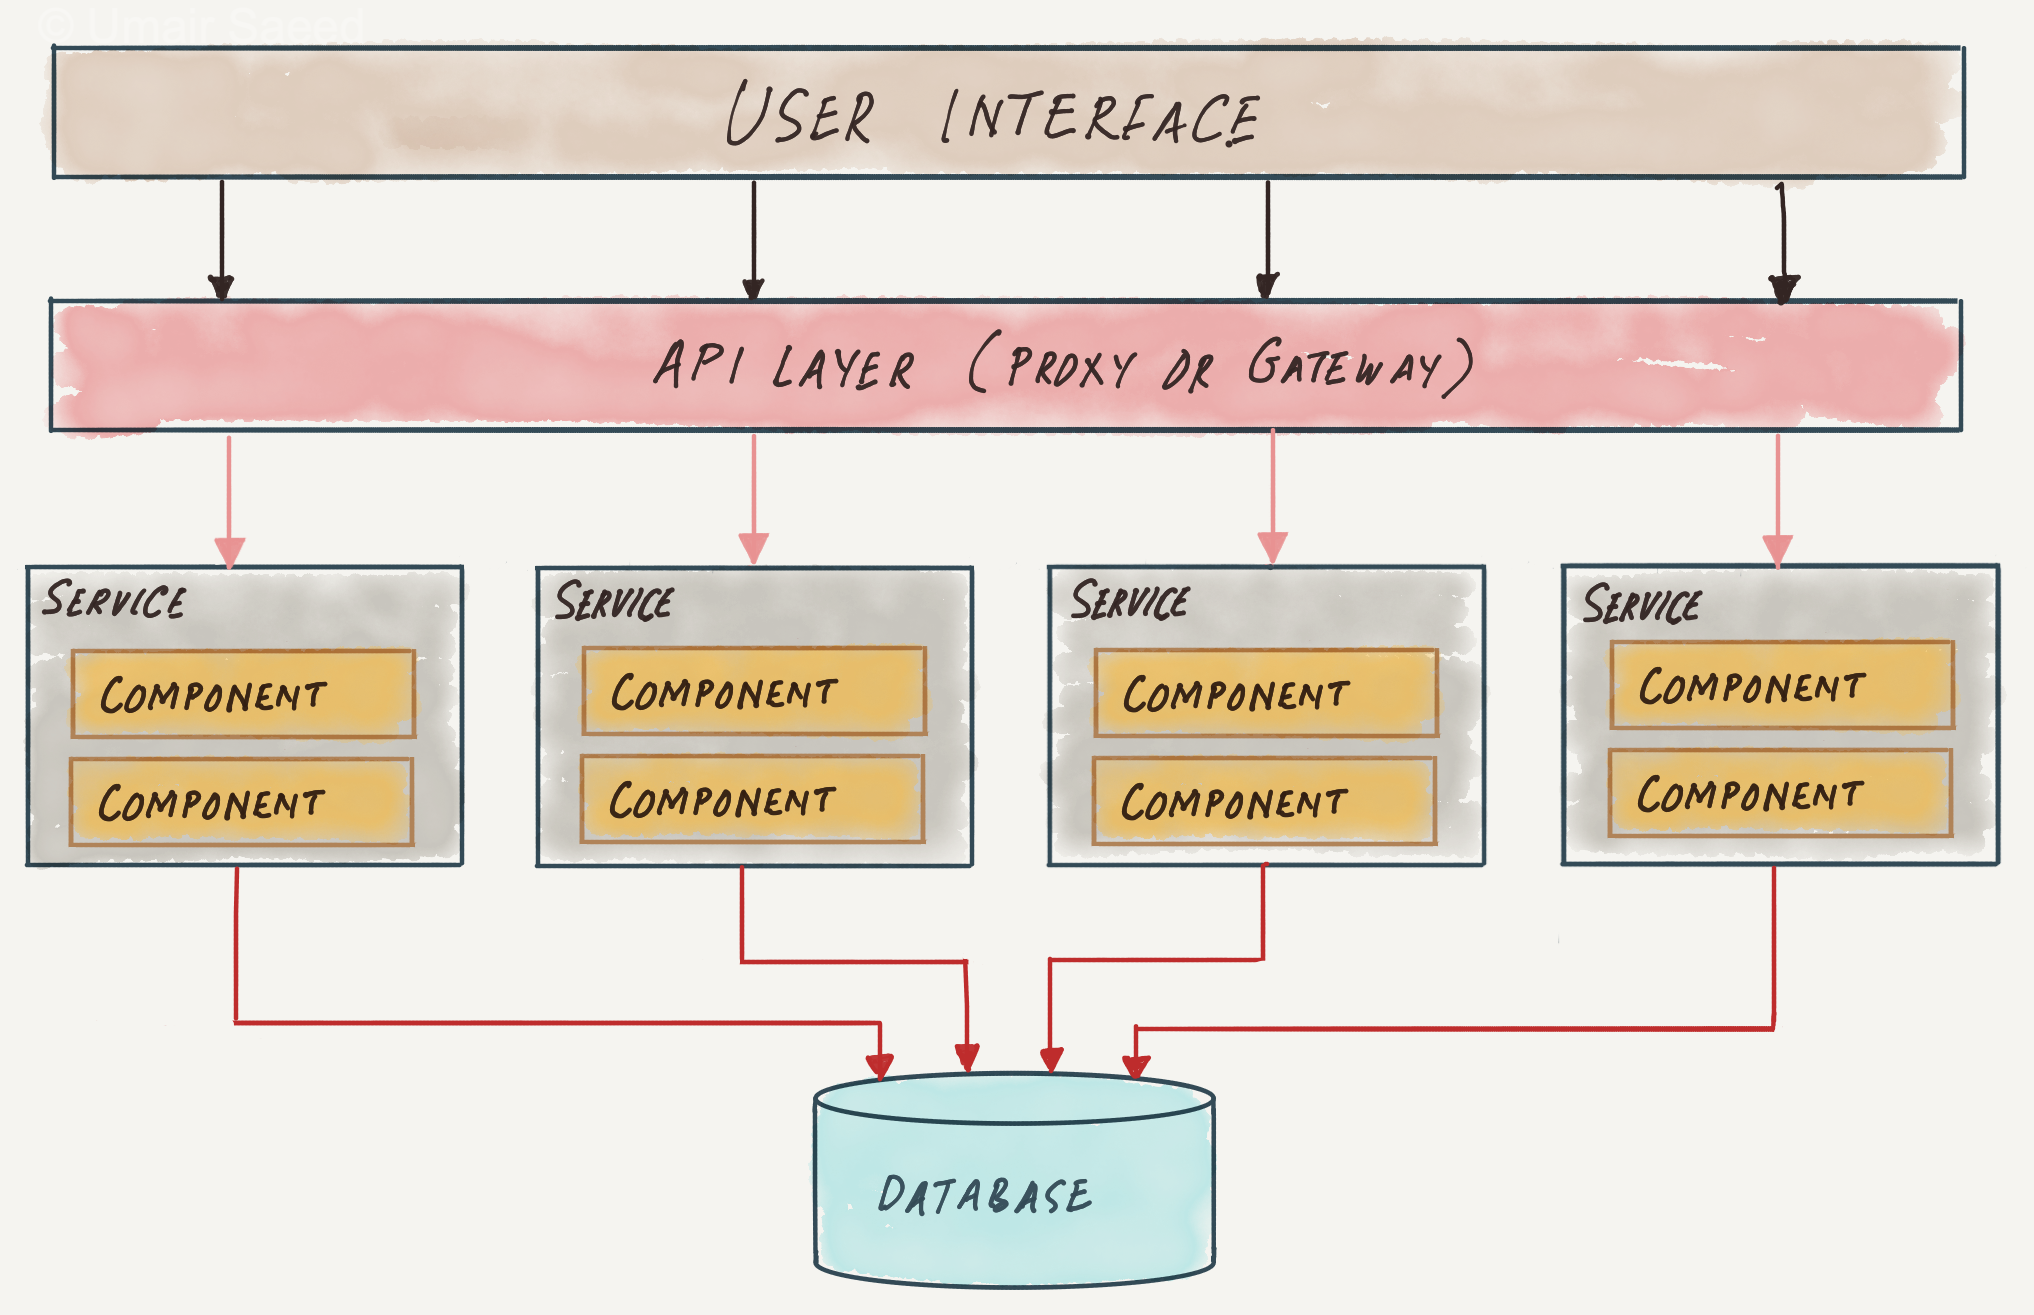 © Umair Saeed
USER INTERFACE
API LAYER (PROXY OR GATEWAY)
SERVICE
COMPONENT
COMPONENT
SERVICE
COMPONENT
COMPONENT
SERVICE
COMPONENT
COMPONENT
SERVICE
COMPONENT
COMPONENT
DATABASE